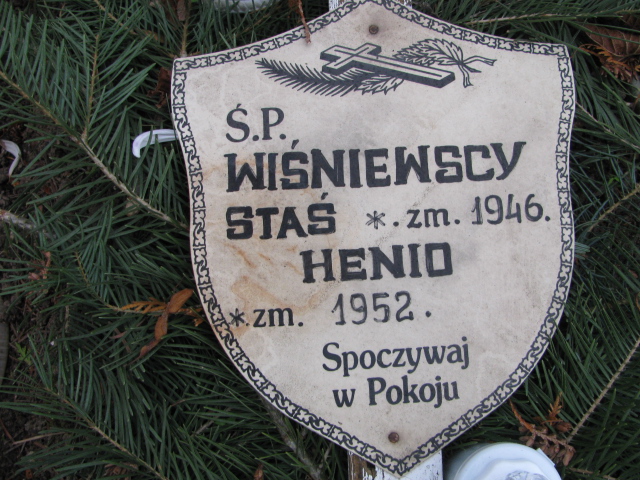 Ś.P.
WIŚNIEWSCY
STAŚ *. zm. 1946.
HENIO
*. zm. 1952.
Spoczywaj
w Pokoju